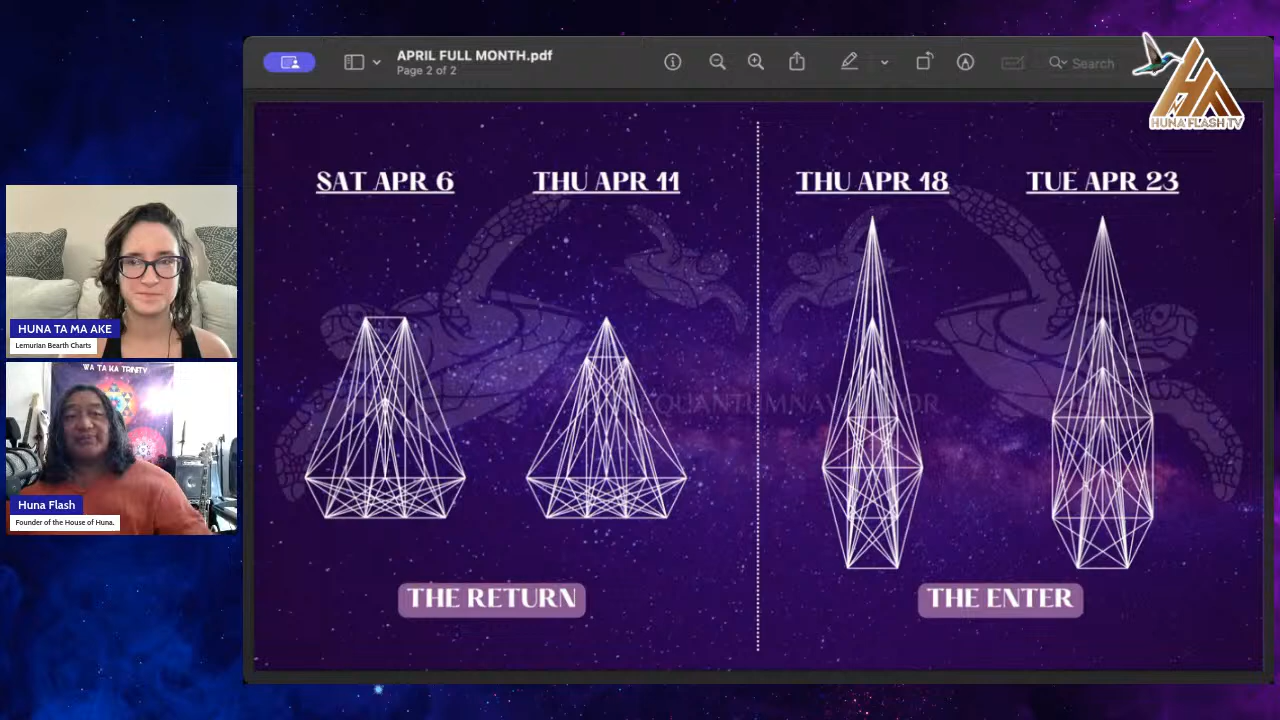 APRIL FULL MONTH.pdf
Page 2 of 2
Search
HUNA FLASH TV
SAT APR 6
THU APR 11
THU APR 18
TUE APR 23
WA TA KA TRINITY
HUNA TA MA AKE
Lemurian Bearth Charts
Huna Flash
Founder of the House of Huna.
QUANTUM
THE RETURN
THE ENTER